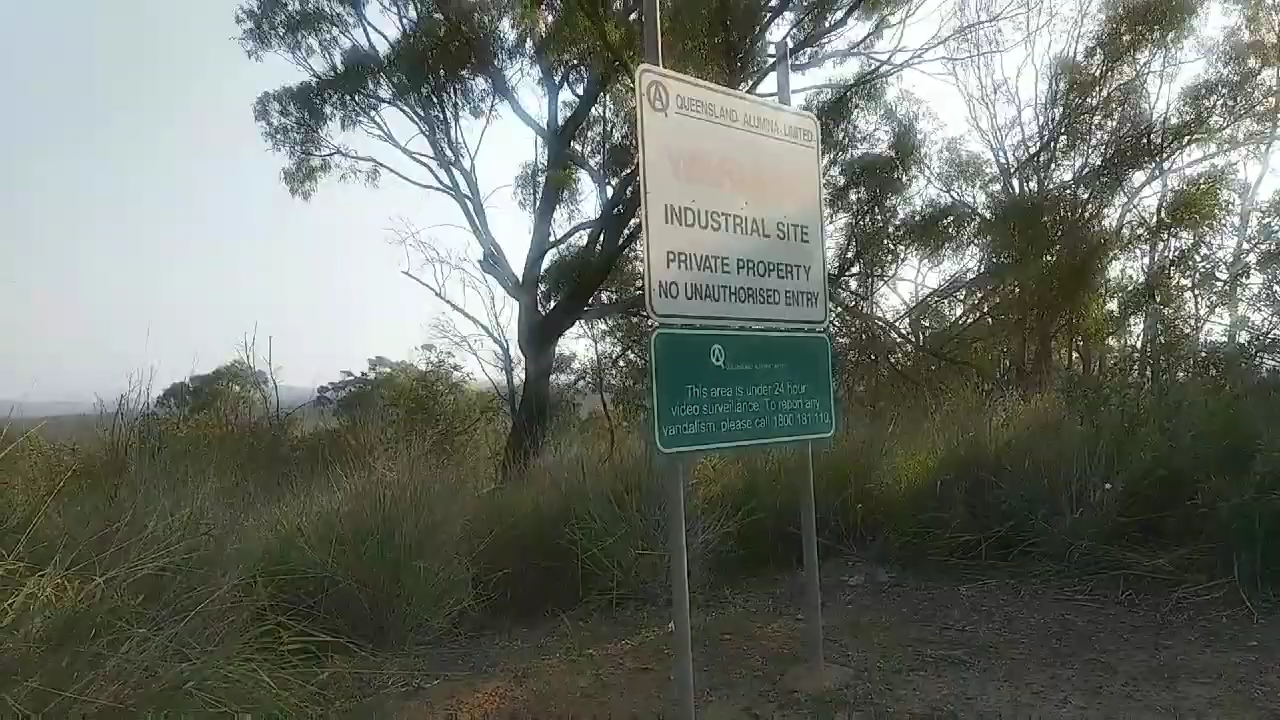 QUEENSLAND ALUMINA LIMITED
INDUSTRIAL SITE
PRIVATE PROPERTY
NO UNAUTHORISED ENTRY
This area is under 24 hour
video surveillance. To report any
vandalism, please call 1800 181 110